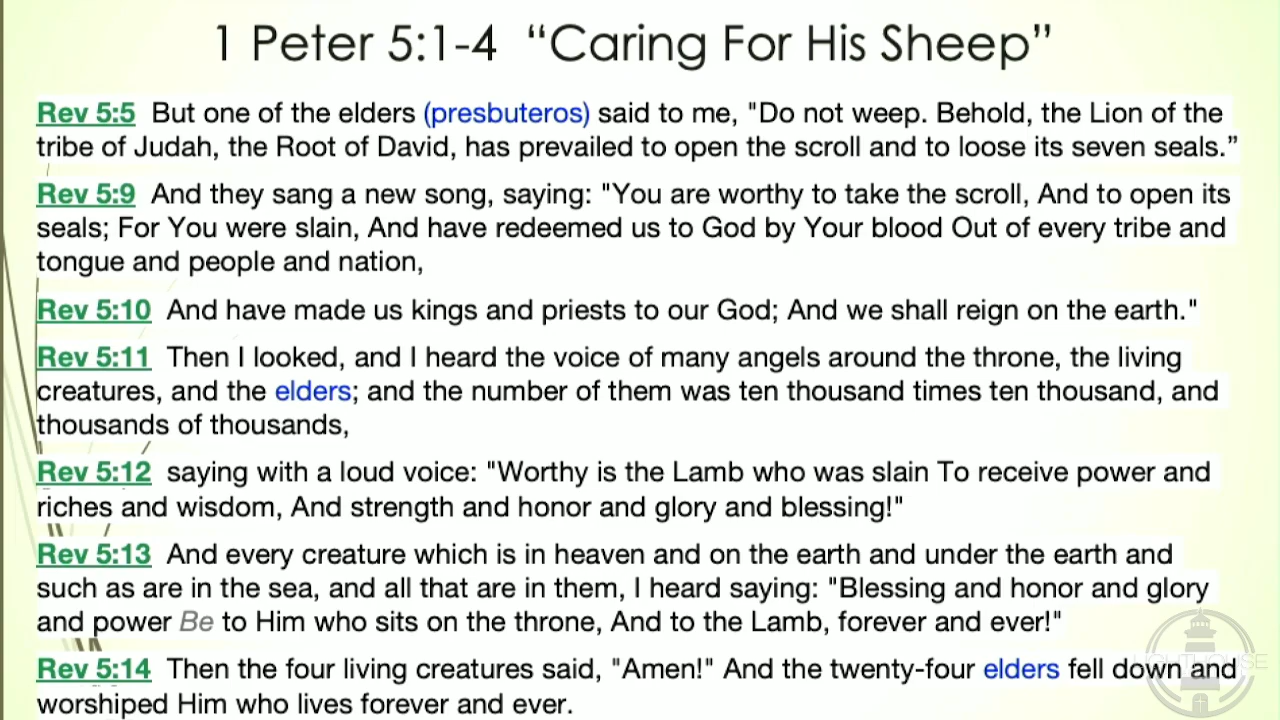 1 Peter 5:1-4 “Caring For His Sheep”
Rev 5:5 But one of the elders (presbuteros) said to me, "Do not weep. Behold, the Lion of the
tribe of Judah, the Root of David, has prevailed to open the scroll and to loose its seven seals.”
Rev 5:9 And they sang a new song, saying: "You are worthy to take the scroll, And to open its
seals; For You were slain, And have redeemed us to God by Your blood Out of every tribe and
tongue and people and nation,
Rev 5:10 And have made us kings and priests to our God; And we shall reign on the earth."
Rev 5:11 Then I looked, and I heard the voice of many angels around the throne, the living
creatures, and the elders; and the number of them was ten thousand times ten thousand, and
thousands of thousands,
Rev 5:12 saying with a loud voice: "Worthy is the Lamb who was slain To receive power and
riches and wisdom, And strength and honor and glory and blessing!"
Rev 5:13 And every creature which is in heaven and on the earth and under the earth and
such as are in the sea, and all that are in them, I heard saying: "Blessing and honor and glory
and power Be to Him who sits on the throne, And to the Lamb, forever and ever!"
Rev 5:14 Then the four living creatures said, "Amen!" And the twenty-four elders fell down and
worshiped Him who lives forever and ever.
LIGHTHOUSE